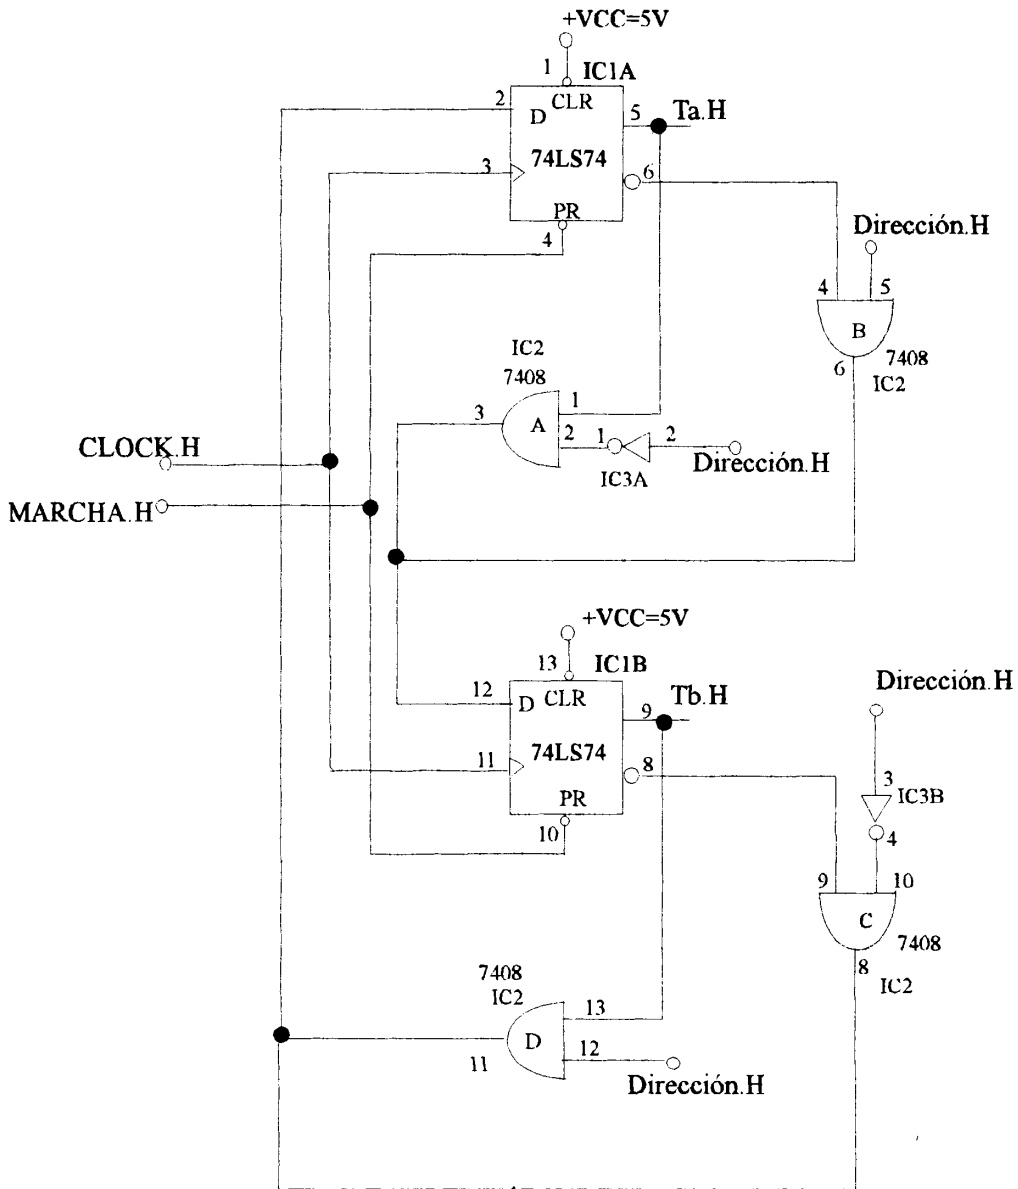 +VCC=5V
1 IC1A
2 D CLR 5 Ta.H
3 74LS74 6
PR
4
Dirección.H
4 5
B
7408
6 IC2
IC2
7408
3 A 1
2 1 2
IC3A Dirección.H
CLOCK.H
MARCHA.H
+VCC=5V
13 IC1B
12 D CLR 9 Tb.H
11 74LS74 8
PR
10
Dirección.H
3
IC3B
4
9 10
C
7408
8
IC2
7408
IC2
13
D
11 12
Dirección.H